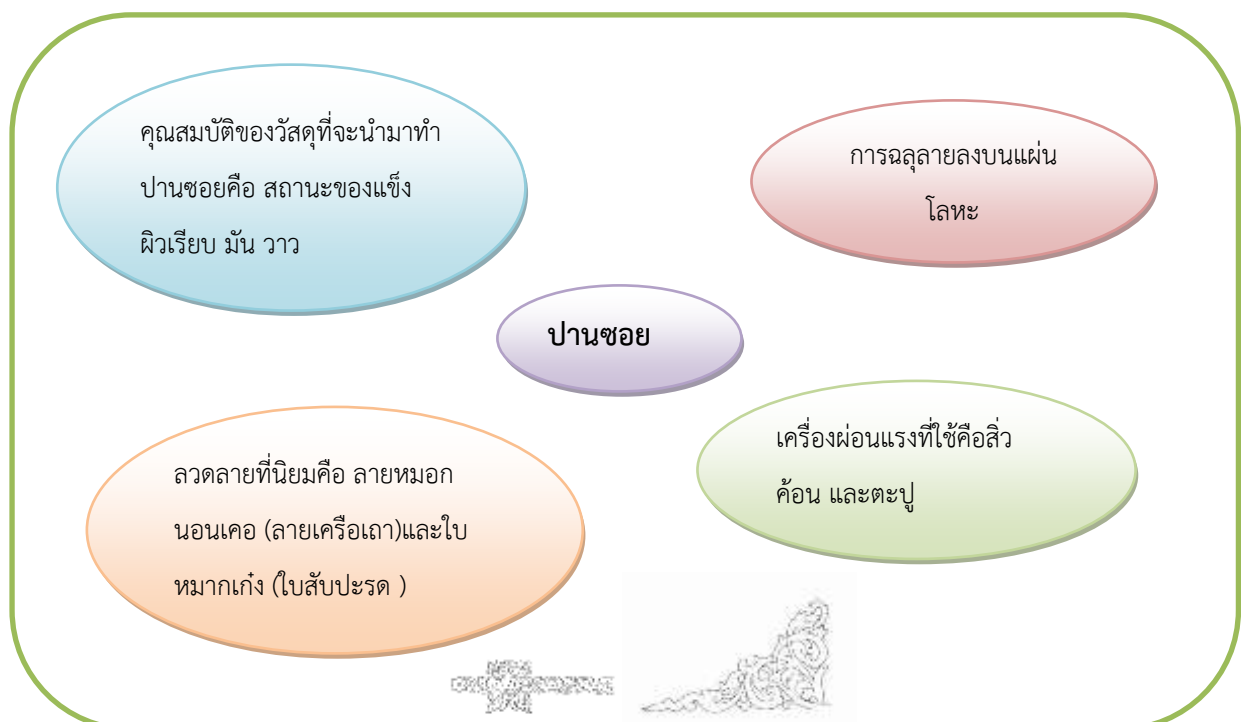 คุณสมบัติของวัสดุที่จะนำมาทำ
ปานซอยคือ สถานะของแข็ง
ผิวเรียบ มัน วาว
การฉลุลายลงบนแผ่น
โลหะ
ปานซอย
เครื่องผ่อนแรงที่ใช้คือสิ่ว
ค้อน และตะปู
ลวดลายที่นิยมคือ ลายหมอก
นอนเคอ (ลายเครือเถา)และใบ
หมากเก๋ง (ใบสับปะรด )